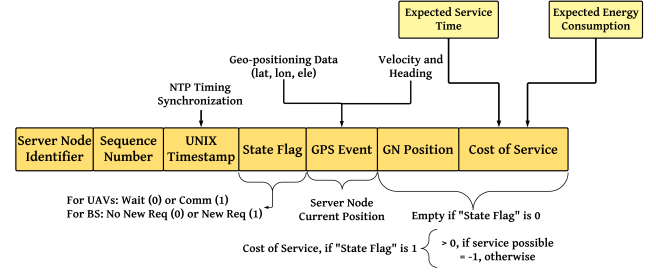 Expected Service
Time
Expected Energy
Consumption
Geo-positioning Data
(lat, lon, ele)
Velocity and
Heading
NTP Timing
Synchronization
Server Node
Identifier
Sequence
Number
UNIX
Timestamp
State Flag
GPS Event
GN Position
Cost of Service
For UAVs: Wait (0) or Comm (1)
For BS: No New Req (0) or New Req (1)
Server Node
Current Position
Empty if "State Flag" is 0
Cost of Service, if "State Flag" is 1
> 0, if service possible
= -1, otherwise